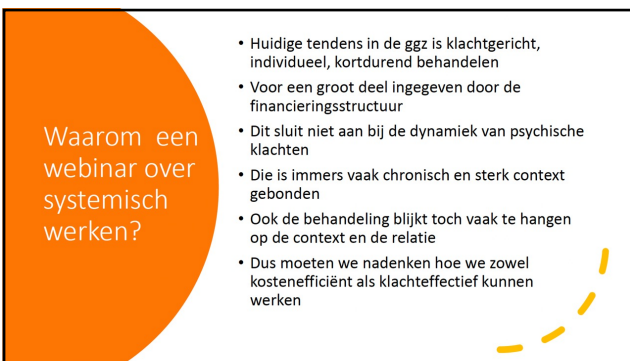 Waarom een
webinar over
systemisch
werken?
• Huidige tendens in de ggz is klachtgericht,
individueel, kortdurend behandelen
• Voor een groot deel ingegeven door de
financieringsstructuur
• Dit sluit niet aan bij de dynamiek van psychische
klachten
• Die is immers vaak chronisch en sterk context
gebonden
• Ook de behandeling blijkt toch vaak te hangen
op de context en de relatie
• Dus moeten we nadenken hoe we zowel
kostenefficiënt als klachteffectief kunnen
werken